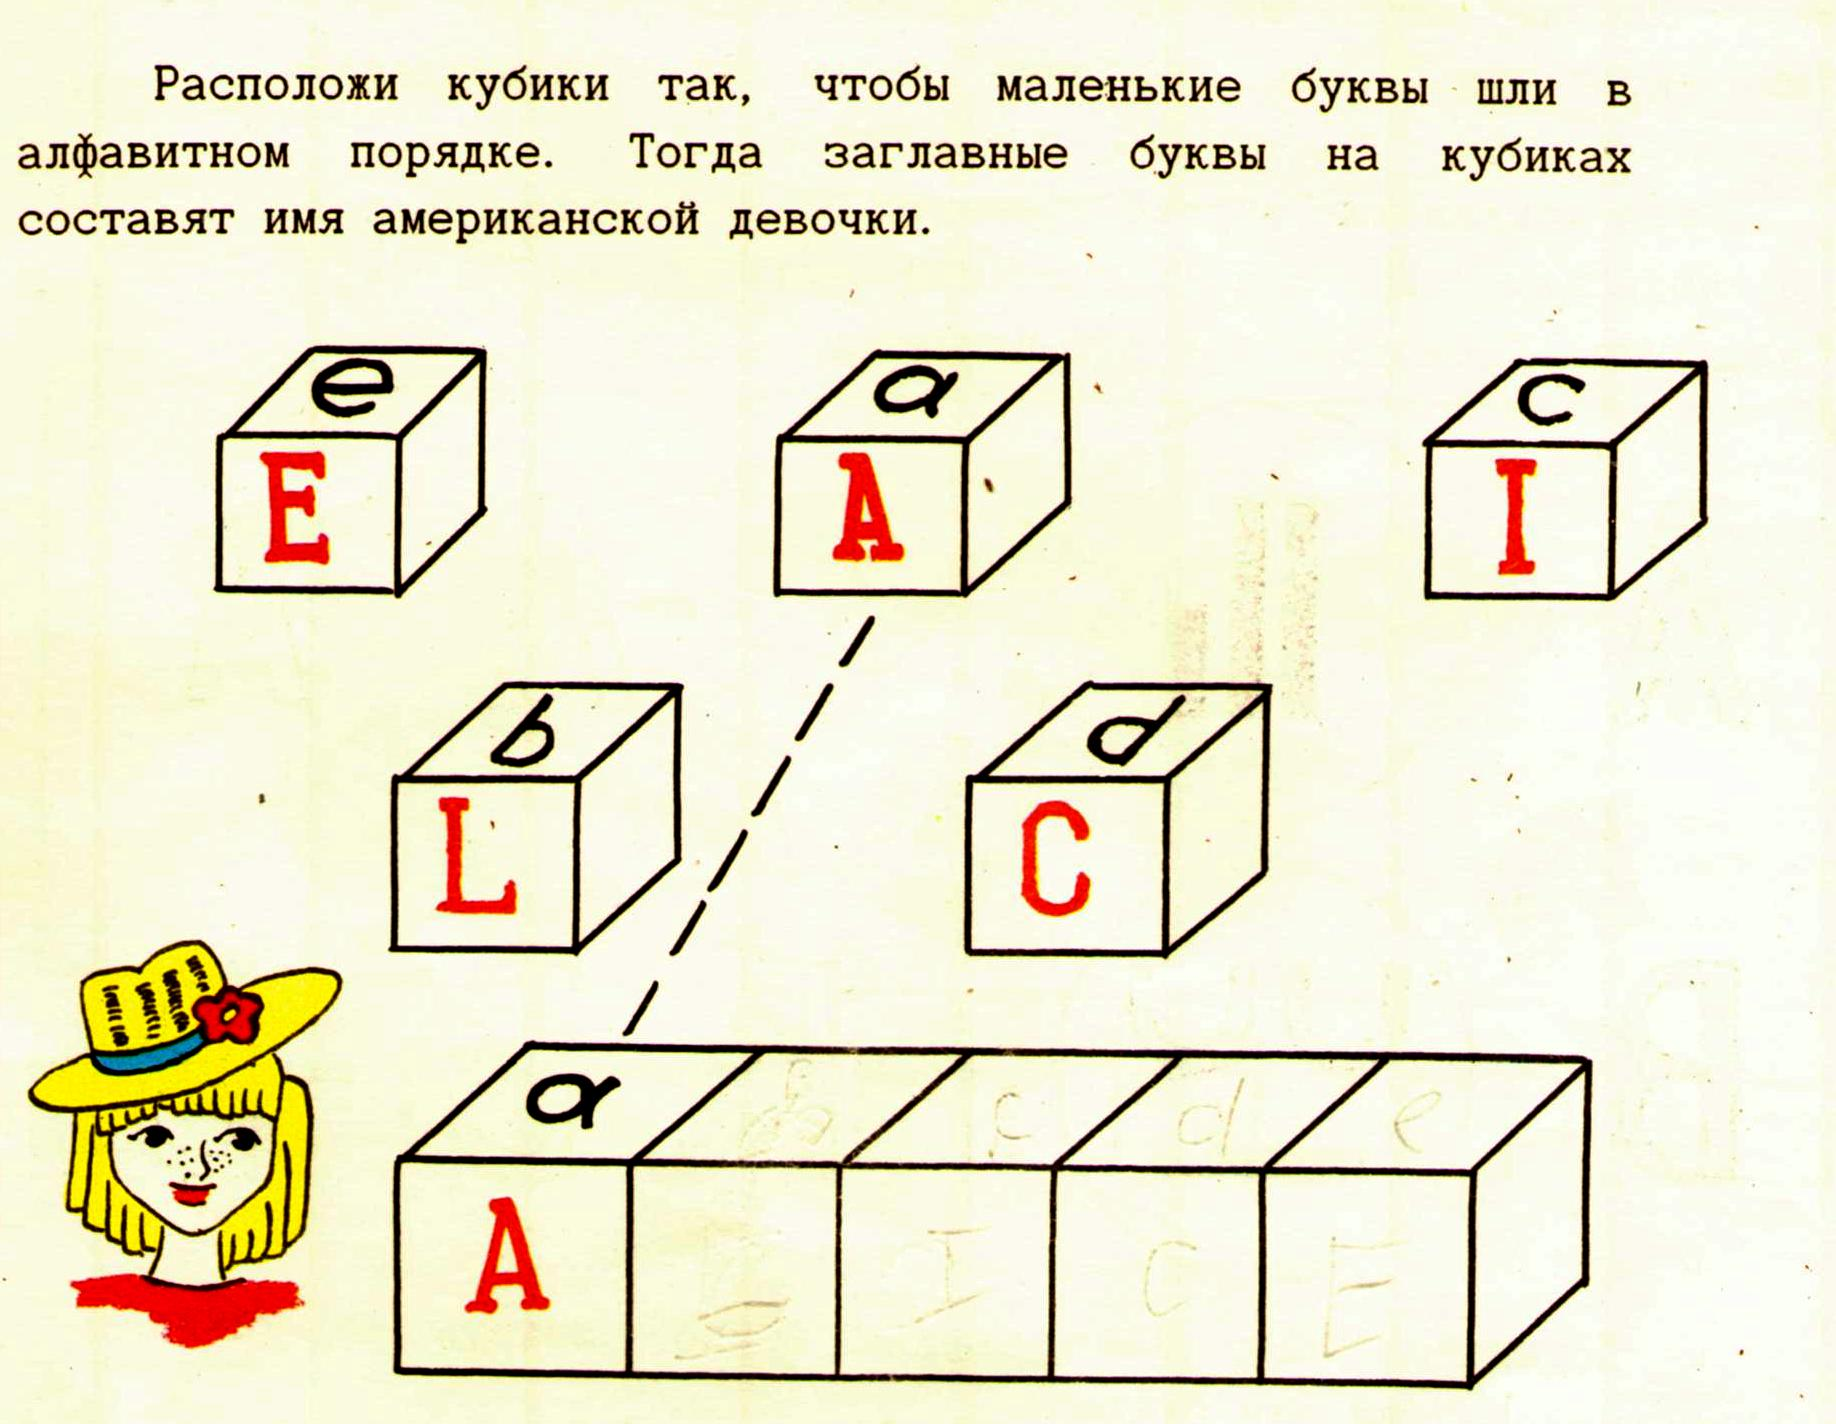 Расположи кубики так, чтобы маленькие буквы шли в
алфавитном порядке. Тогда заглавные буквы на кубиках
составят имя американской девочки.
e a c
E A I
b d
L C
a c d e
A I C E